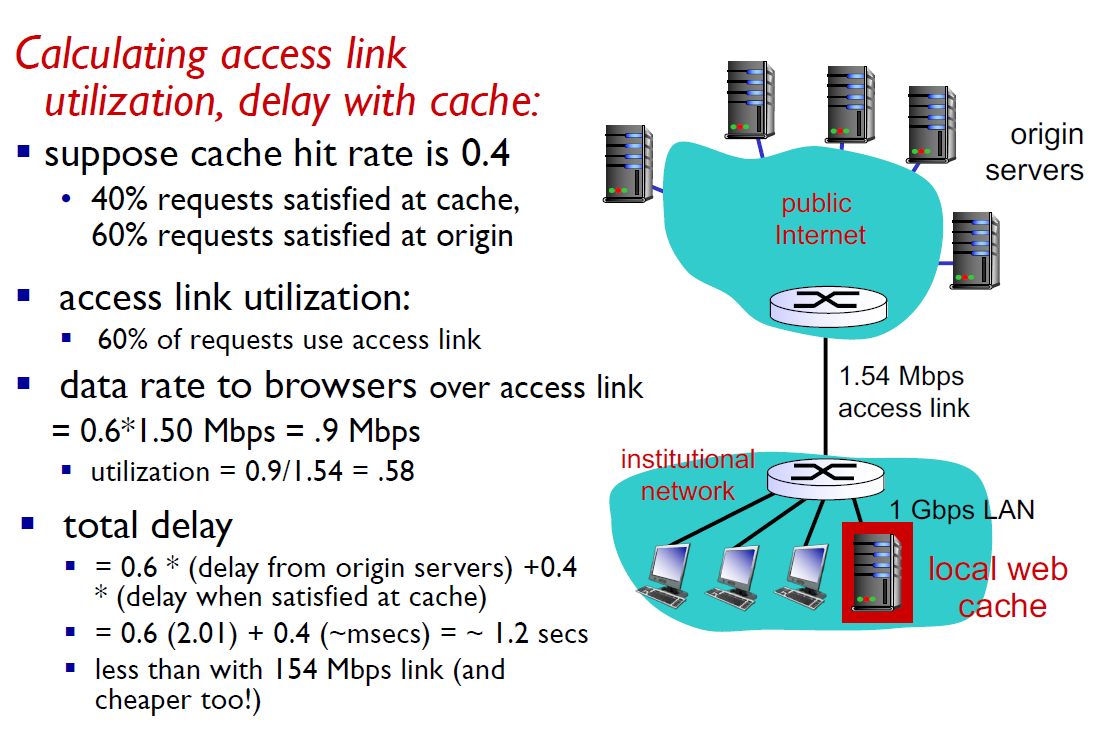 Calculating access link
utilization, delay with cache:
▪ suppose cache hit rate is 0.4
• 40% requests satisfied at cache,
60% requests satisfied at origin
▪ access link utilization:
▪ 60% of requests use access link
▪ data rate to browsers over access link
= 0.6*1.50 Mbps = .9 Mbps
▪ utilization = 0.9/1.54 = .58
▪ total delay
▪ = 0.6 * (delay from origin servers) +0.4
* (delay when satisfied at cache)
▪ = 0.6 (2.01) + 0.4 (~msecs) = ~ 1.2 secs
▪ less than with 154 Mbps link (and
cheaper too!)
origin
servers
public
Internet
1.54 Mbps
access link
institutional
network
1 Gbps LAN
local web
cache